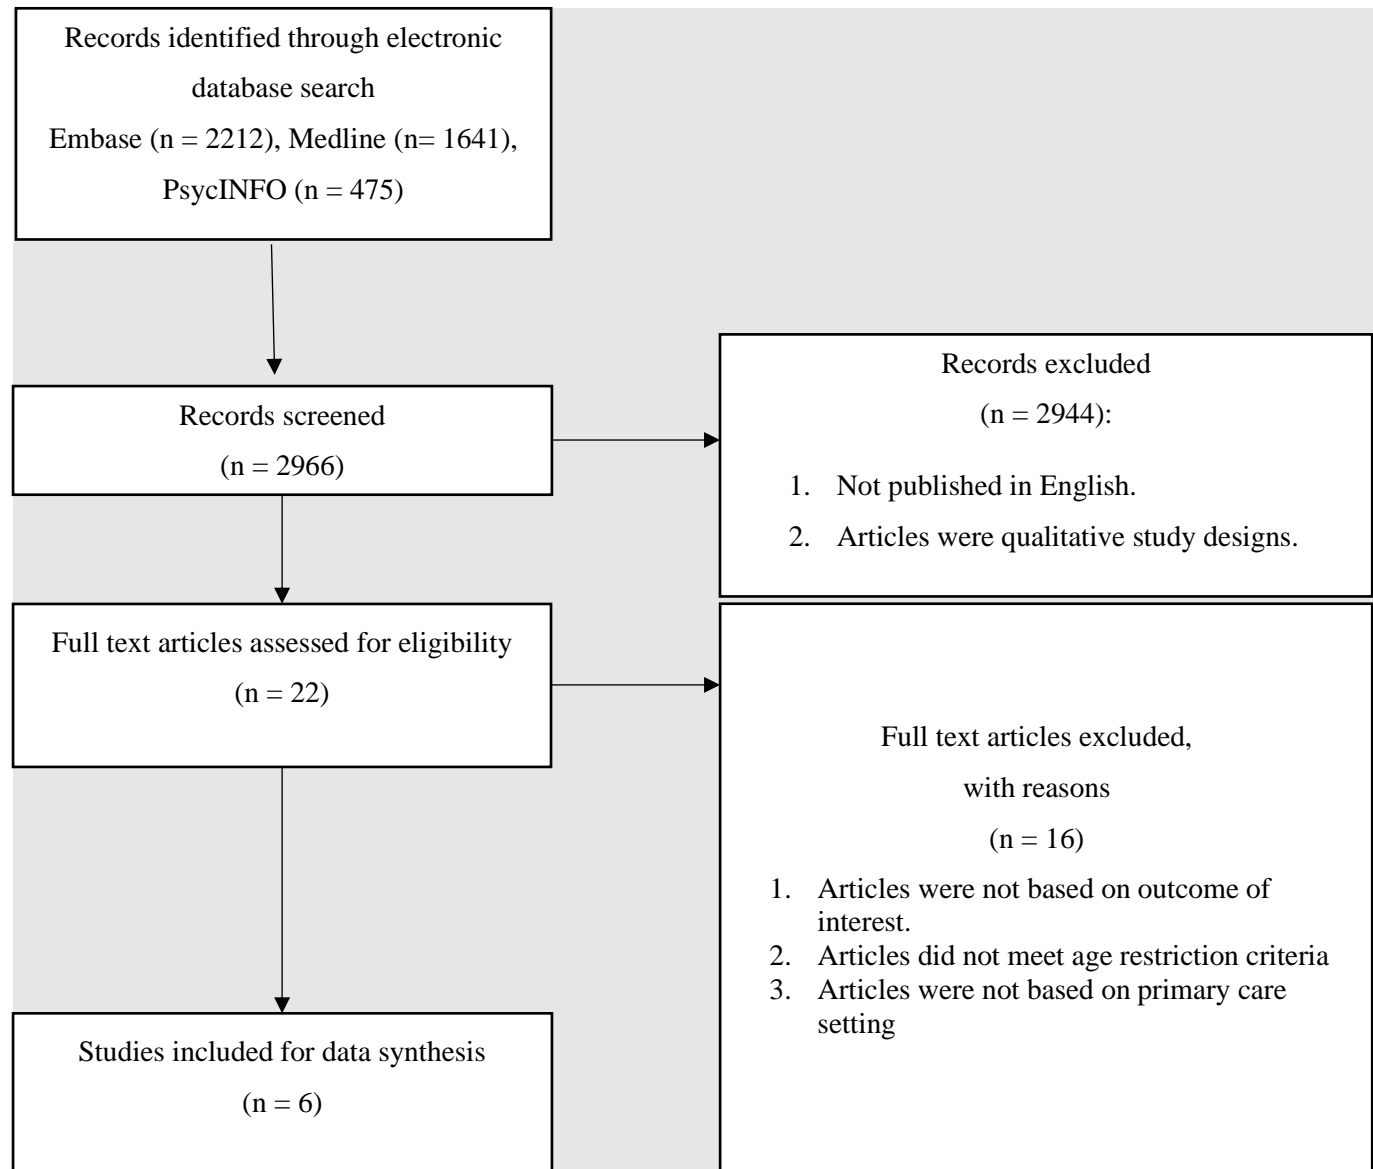 Records identified through electronic
database search
Embase (n = 2212), Medline (n= 1641),
PsycINFO (n = 475)
Records screened
(n = 2966)
Records excluded
(n = 2944):
1. Not published in English.
2. Articles were qualitative study designs.
Full text articles assessed for eligibility
(n = 22)
Full text articles excluded,
with reasons
(n = 16)
1. Articles were not based on outcome of
interest.
2. Articles did not meet age restriction criteria
3. Articles were not based on primary care
setting
Studies included for data synthesis
(n = 6)